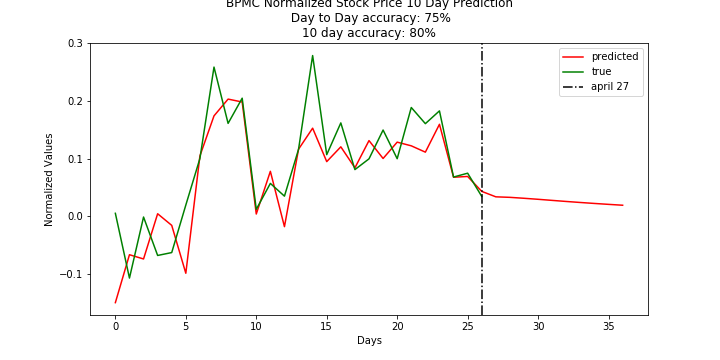 BPMC Normalized Stock Price 10 Day Prediction
Day to Day accuracy: 75%
10 day accuracy: 80%
predicted
true
april 27
Normalized Values
0.3
0.2
0.1
0.0
−0.1
0 5 10 15 20 25 30 35
Days